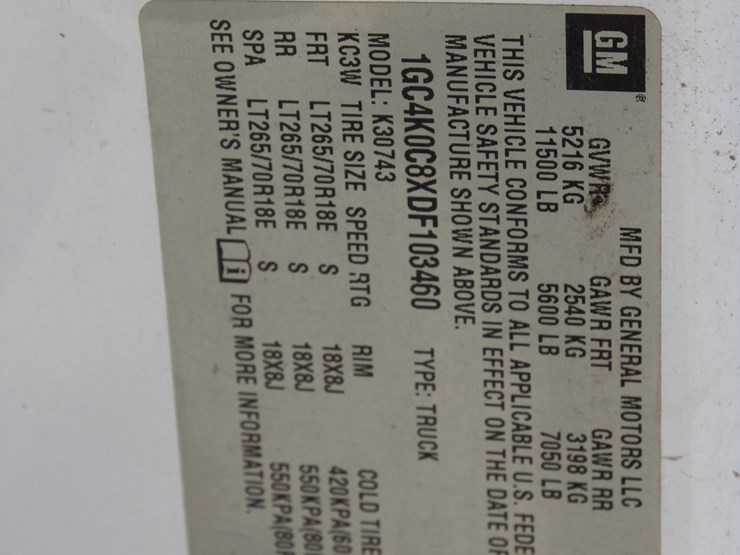 GM ®
MFD BY GENERAL MOTORS LLC
GVWR GAWR FRT GAWR RR
5216 KG 2540 KG 3198 KG
11500 LB 5600 LB 7050 LB
THIS VEHICLE CONFORMS TO ALL APPLICABLE U.S. FEDE
VEHICLE SAFETY STANDARDS IN EFFECT ON THE DATE OF
MANUFACTURE SHOWN ABOVE.
1GC4K0C8XDF103460 TYPE: TRUCK
MODEL: K30743
KC3W TIRE SIZE SPEED RTG RIM COLD TIRE
FRT LT265/70R18E S 18X8J 420KPA(60
RR LT265/70R18E S 18X8J 550KPA(80
SPA LT265/70R18E S 18X8J 550KPA(80
SEE OWNER'S MANUAL FOR MORE INFORMATION.